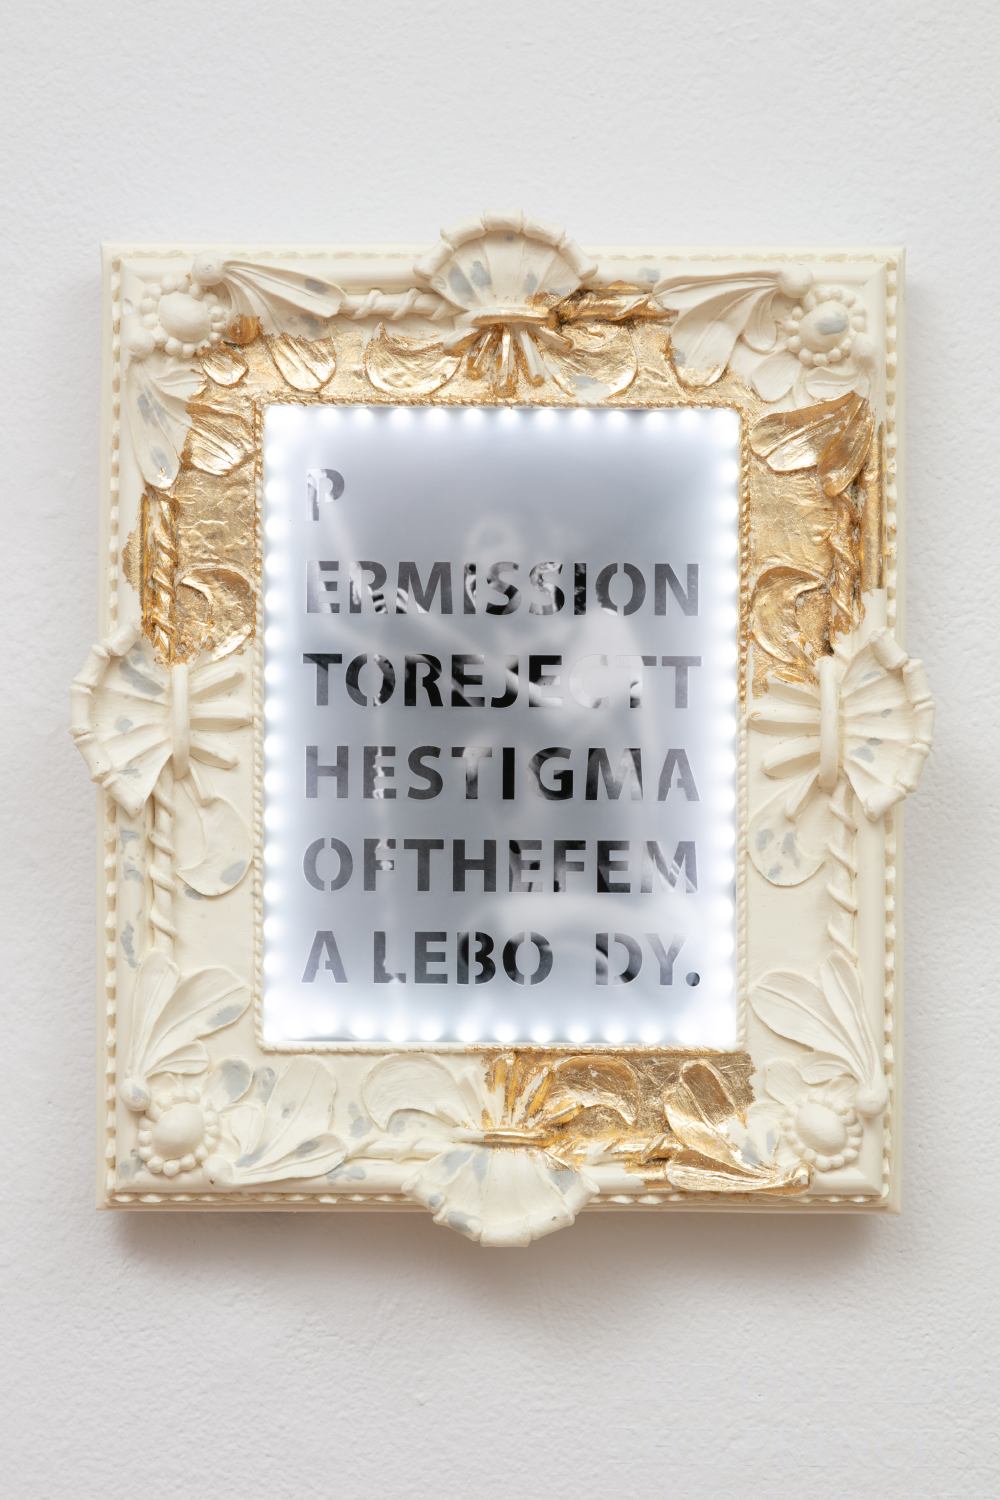 P
ERMISSION
TOREJECTT
HESTIGMA
OFTHEFEM
A LEBO DY.